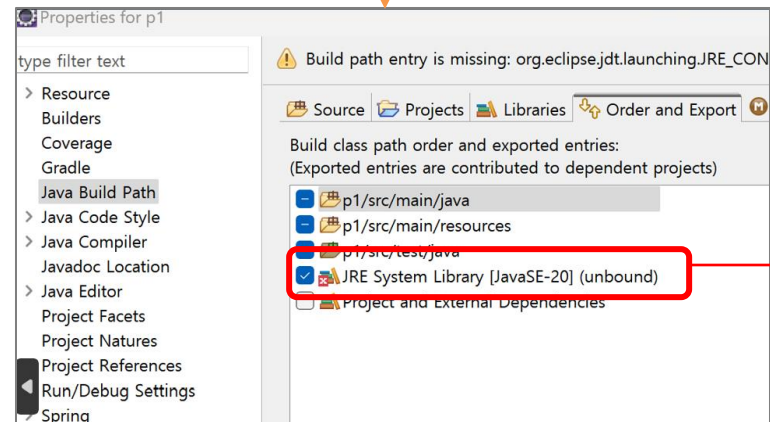 Properties for p1
type filter text
Build path entry is missing: org.eclipse.jdt.launching.JRE_CON
Resource
Builders
Coverage
Gradle
Java Build Path
Java Code Style
Java Compiler
Javadoc Location
Java Editor
Project Facets
Project Natures
Project References
Run/Debug Settings
Spring
Source Projects Libraries Order and Export M
Build class path order and exported entries:
(Exported entries are contributed to dependent projects)
p1/src/main/java
p1/src/main/resources
p1/src/test/java
JRE System Library [JavaSE-20] (unbound)
Project and External Dependencies